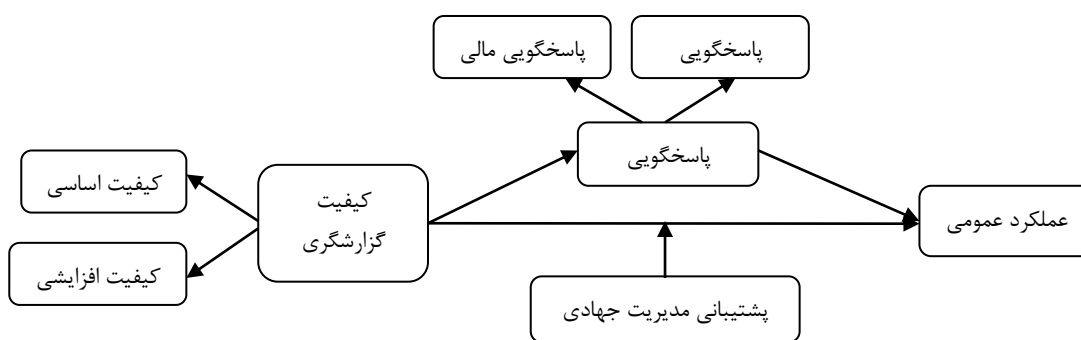 پاسخگویی
پاسخگویی مالی
پاسخگویی
کیفیت اساسی
کیفیت
گزارشگری
عملکرد عمومی
کیفیت افزایشی
پشتیبانی مدیریت جهادی